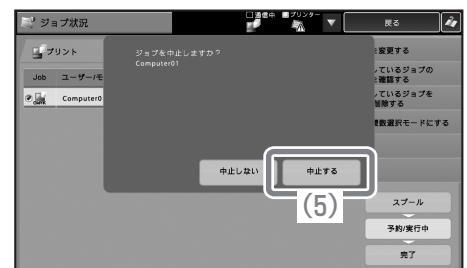 ジョブ状況
通信中
プリンター
戻る
プリント
ジョブを中止しますか?
Computer01
変更する
Job
ユーザー/モ
しているジョブの
確認する
Computer0
しているジョブを
削除する
複数選択モードにする
中止しない
中止する
(5)
スプール
予約/実行中
完了